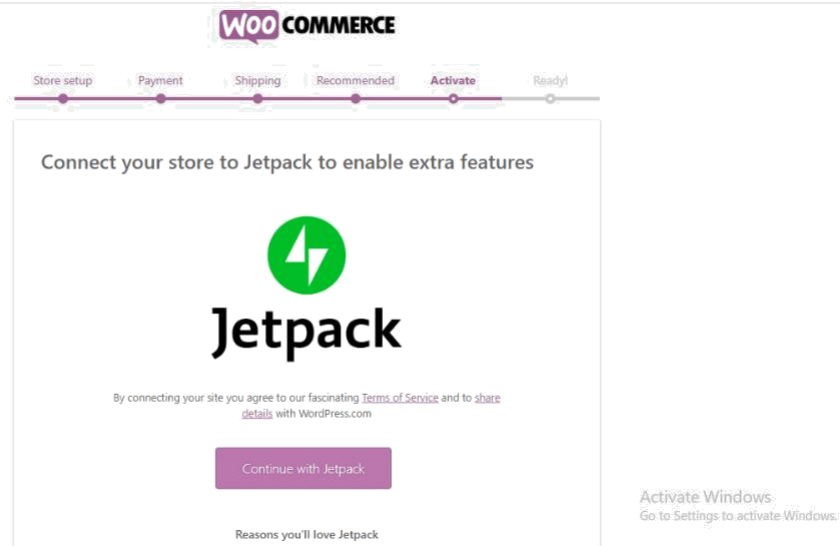 WOO COMMERCE
Store setup Payment Shipping Recommended Activate Ready!
Connect your store to Jetpack to enable extra features
Jetpack
By connecting your site you agree to our fascinating Terms of Service and to share
details with WordPress.com
Continue with Jetpack
Reasons you'll love Jetpack
Activate Windows
Go to Settings to activate Windows.